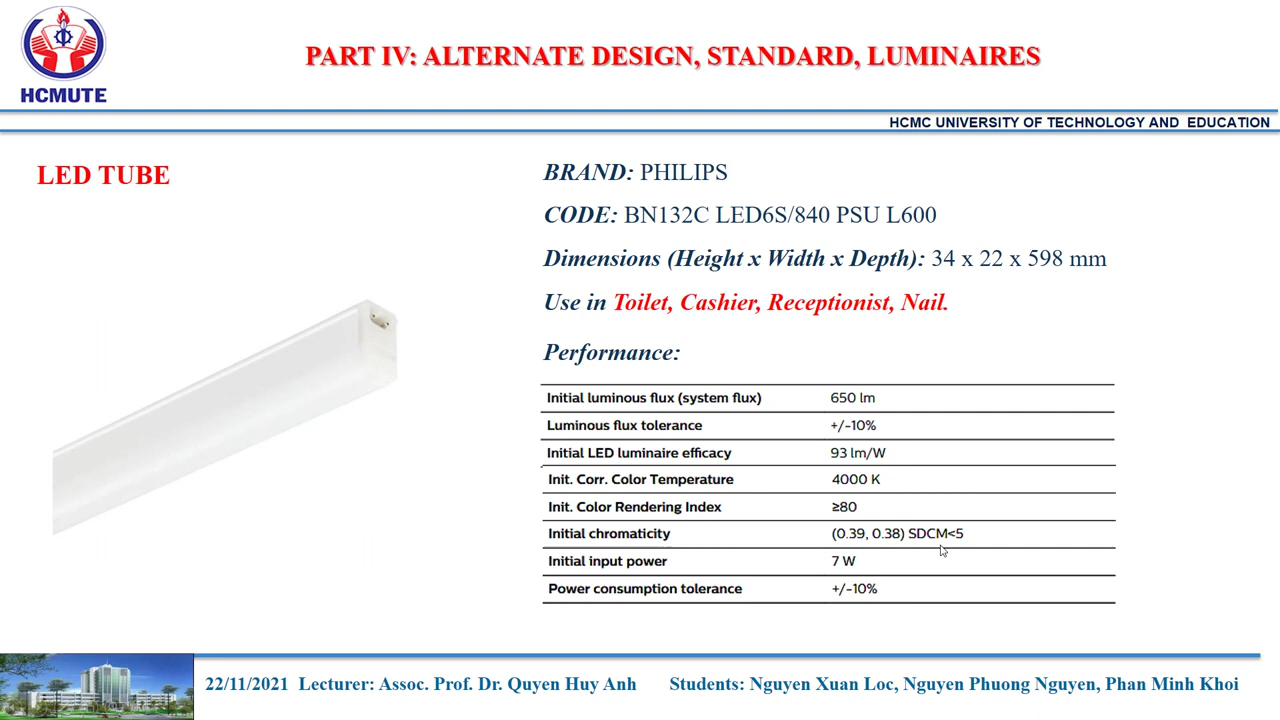 PART IV: ALTERNATE DESIGN, STANDARD, LUMINAIRES
HCMUTE
HCMC UNIVERSITY OF TECHNOLOGY AND EDUCATION
LED TUBE
BRAND: PHILIPS
CODE: BN132C LED6S/840 PSU L600
Dimensions (Height x Width x Depth): 34 x 22 x 598 mm
Use in Toilet, Cashier, Receptionist, Nail.
Performance:
Initial luminous flux (system flux) 650 lm
Luminous flux tolerance +/-10%
Initial LED luminaire efficacy 93 lm/W
Init. Corr. Color Temperature 4000 K
Init. Color Rendering Index ≥80
Initial chromaticity (0.39, 0.38) SDCM<5
Initial input power 7 W
Power consumption tolerance +/-10%
22/11/2021 Lecturer: Assoc. Prof. Dr. Quyen Huy Anh Students: Nguyen Xuan Loc, Nguyen Phuong Nguyen, Phan Minh Khoi